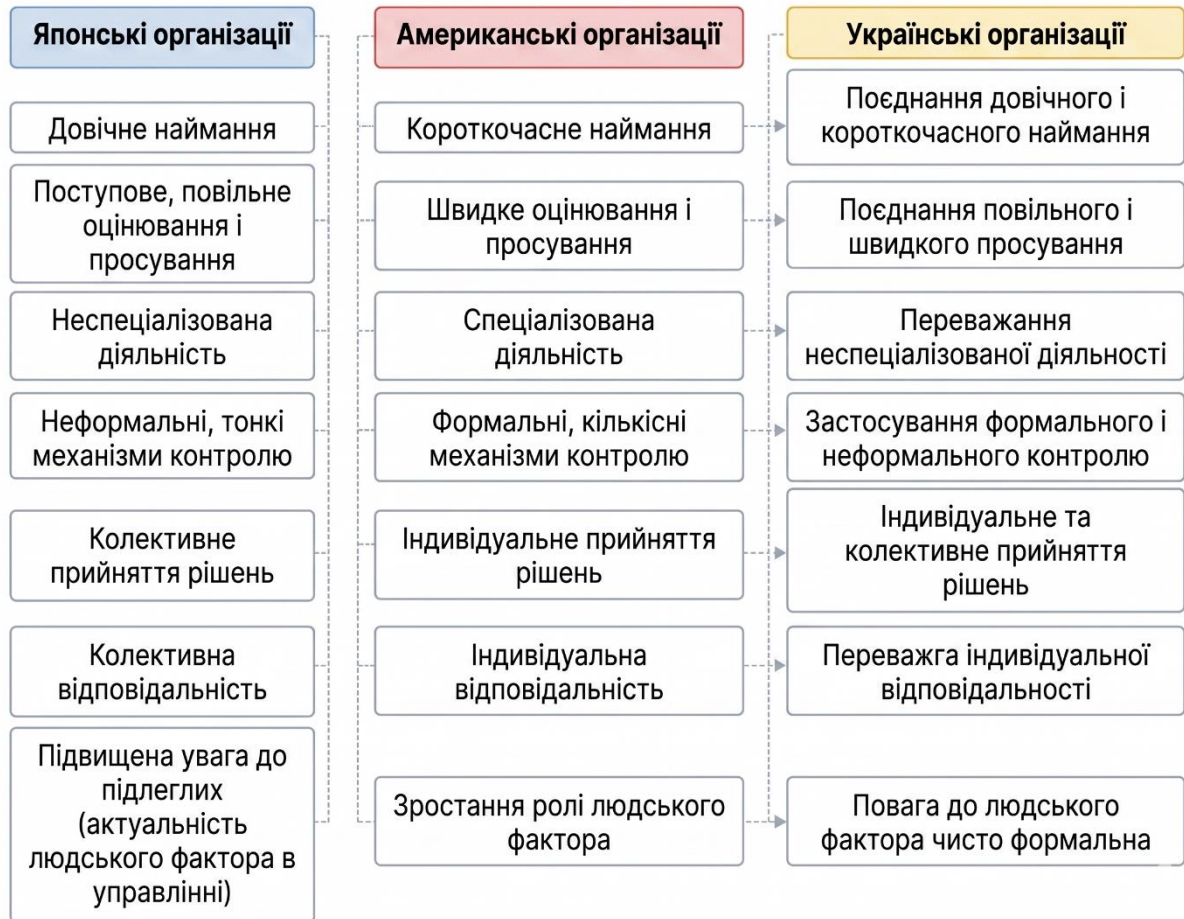 Японські організації
Американські організації
Українські організації
Довічне наймання
Короткочасне наймання
Поєднання довічного і
короткочасного наймання
Поступове, повільне
оцінювання і
просування
Швидке оцінювання і
просування
Поєднання повільного і
швидкого просування
Неспеціалізована
діяльність
Спеціалізована
діяльність
Переважання
неспеціалізованої діяльності
Неформальні, тонкі
механізми контролю
Формальні, кількісні
механізми контролю
Застосування формального і
неформального контролю
Колективне
прийняття рішень
Індивідуальне прийняття
рішень
Індивідуальне та
колективне прийняття
рішень
Колективна
відповідальність
Індивідуальна
відповідальність
Переважга індивідуальної
відповідальності
Підвищена увага до
підлеглих
(актуальність
людського фактора в
управлінні)
Зростання ролі людського
фактора
Повага до людського
фактора чисто формальна